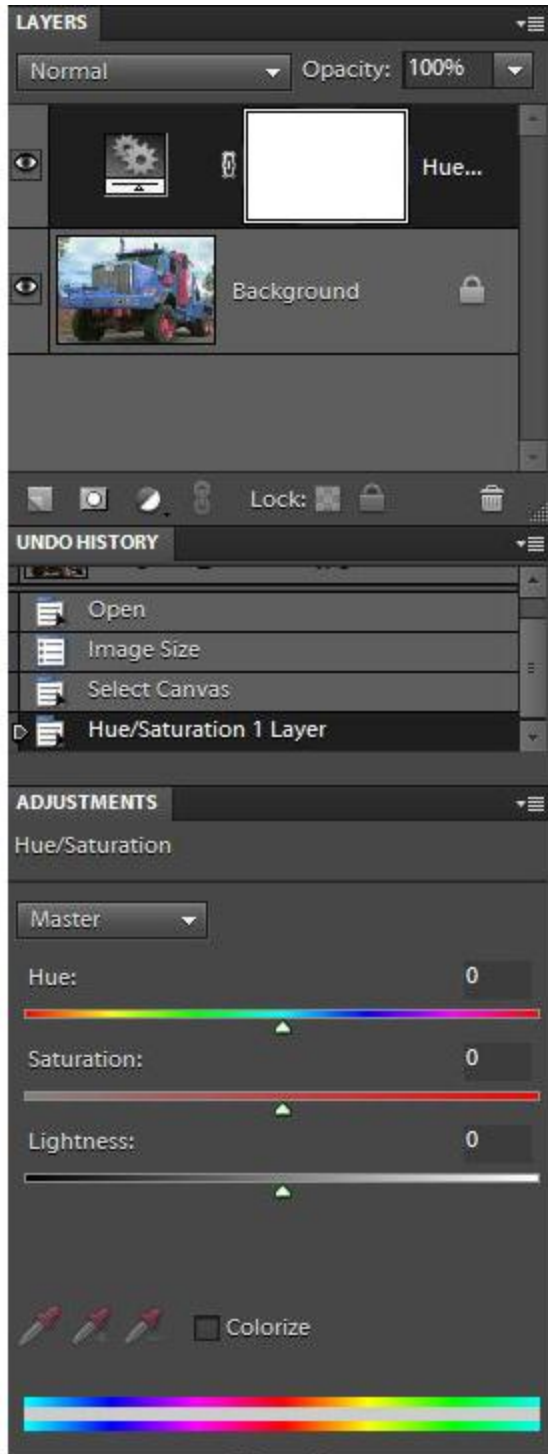 LAYERS
Normal Opacity: 100%
Hue...
Background
Lock:
UNDO HISTORY
Open
Image Size
Select Canvas
Hue/Saturation 1 Layer
ADJUSTMENTS
Hue/Saturation
Master
Hue: 0
Saturation: 0
Lightness: 0
Colorize